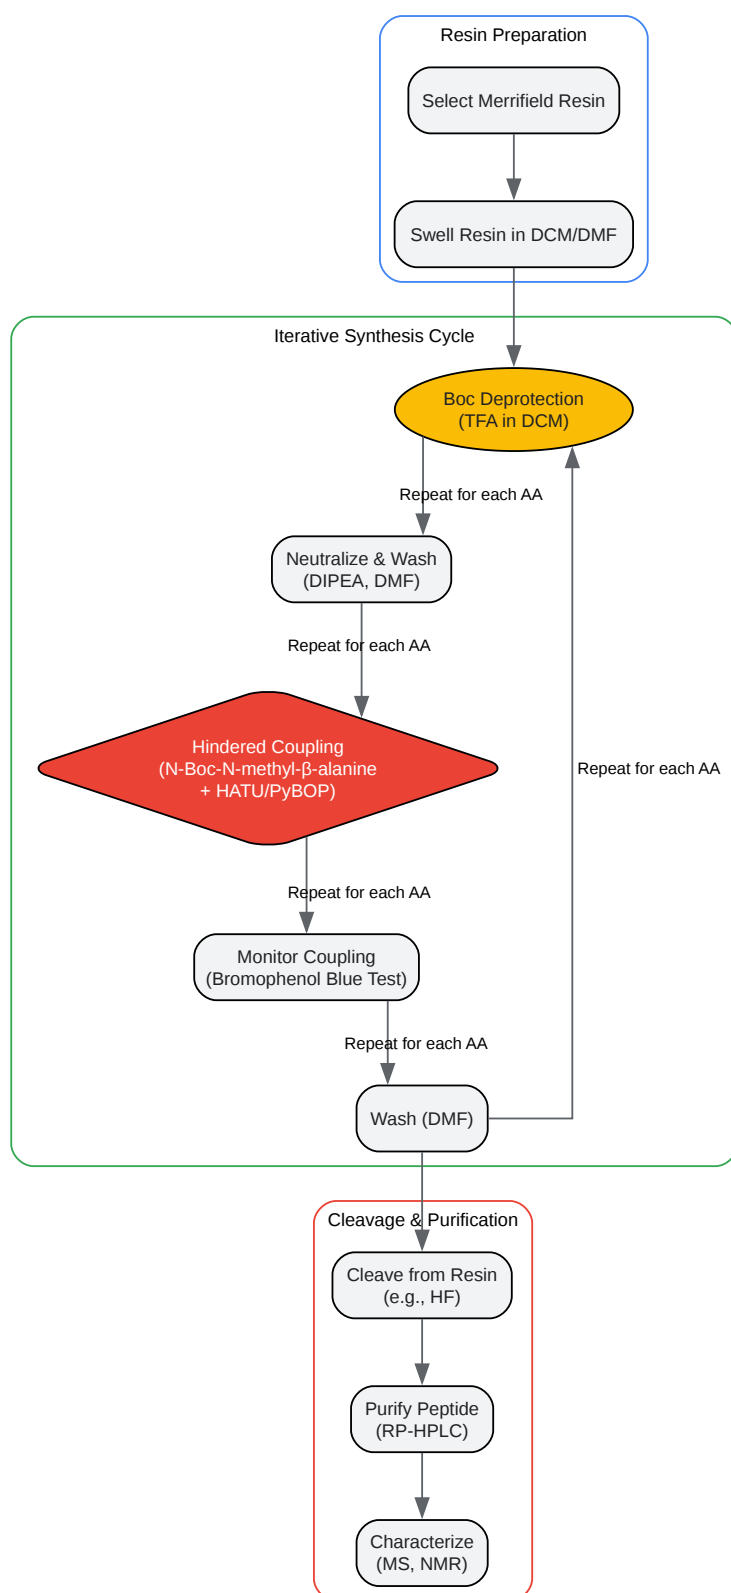 Resin Preparation
Select Merrifield Resin
Swell Resin in DCM/DMF
Iterative Synthesis Cycle
Boc Deprotection
(TFA in DCM)
Repeat for each AA
Neutralize & Wash
(DIPEA, DMF)
Repeat for each AA
Hindered Coupling
(N-Boc-N-methyl-β-alanine
+ HATU/PyBOP)
Repeat for each AA
Repeat for each AA
Monitor Coupling
(Bromophenol Blue Test)
Repeat for each AA
Wash (DMF)
Cleavage & Purification
Cleave from Resin
(e.g., HF)
Purify Peptide
(RP-HPLC)
Characterize
(MS, NMR)